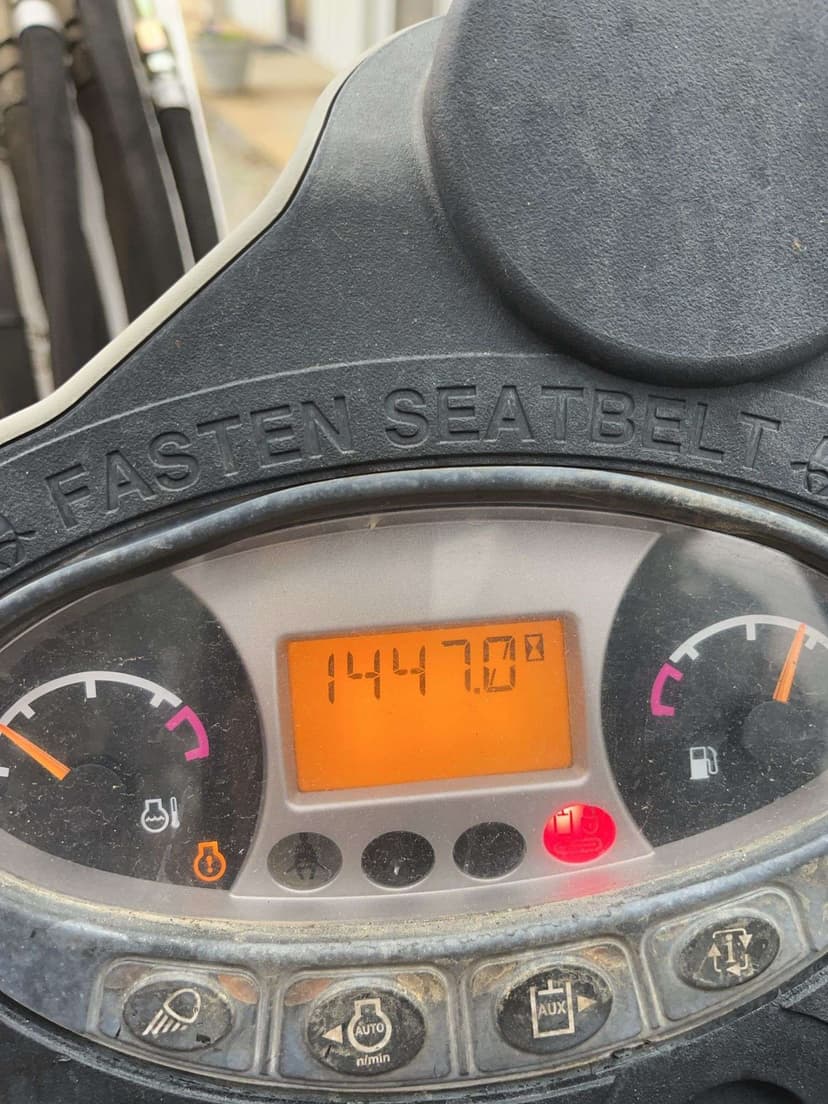 FASTEN SEATBELT
1447.0
AUTO
n/min
AUX
i